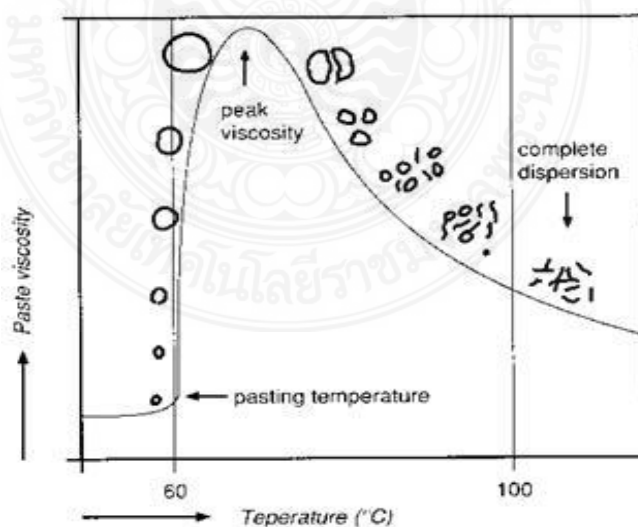 peak
viscosity
complete
dispersion
Paste viscosity
pasting temperature
60
100
Teperature (°C)